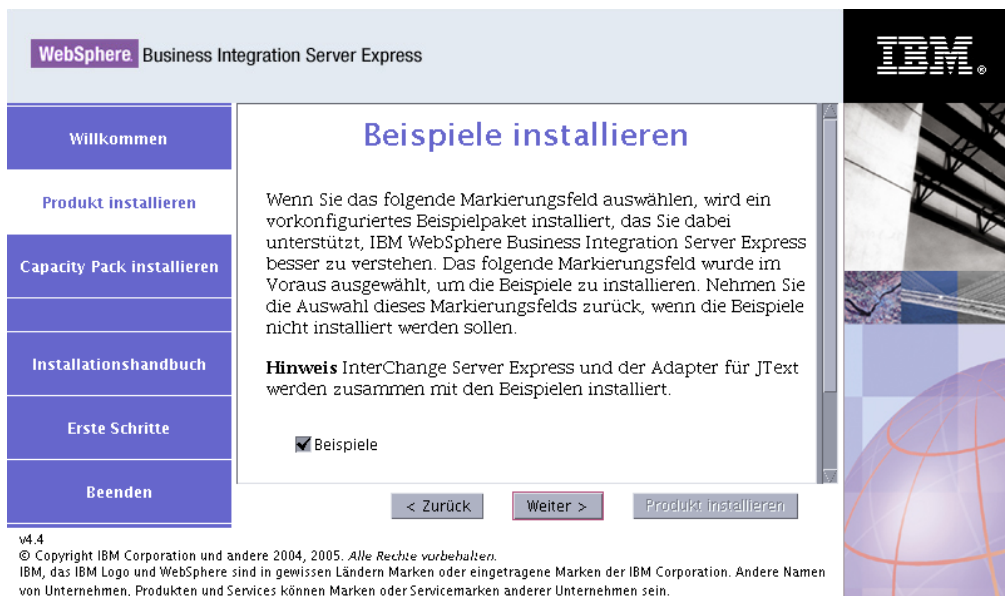 WebSphere. Business Integration Server Express
IBM®
Willkommen
Produkt installieren
Capacity Pack installieren
Installationshandbuch
Erste Schritte
Beenden
Beispiele installieren
Wenn Sie das folgende Markierungsfeld auswählen, wird ein
vorkonfiguriertes Beispielpaket installiert, das Sie dabei
unterstützt, IBM WebSphere Business Integration Server Express
besser zu verstehen. Das folgende Markierungsfeld wurde im
Voraus ausgewählt, um die Beispiele zu installieren. Nehmen Sie
die Auswahl dieses Markierungsfelds zurück, wenn die Beispiele
nicht installiert werden sollen.
Hinweis InterChange Server Express und der Adapter für JText
werden zusammen mit den Beispielen installiert.
Beispiele
< Zurück Weiter > Produkt installieren
v4.4
© Copyright IBM Corporation und andere 2004, 2005. Alle Rechte vorbehalten.
IBM, das IBM Logo und WebSphere sind in gewissen Ländern Marken oder eingetragene Marken der IBM Corporation. Andere Namen
von Unternehmen, Produkten und Services können Marken oder Servicemarken anderer Unternehmen sein.